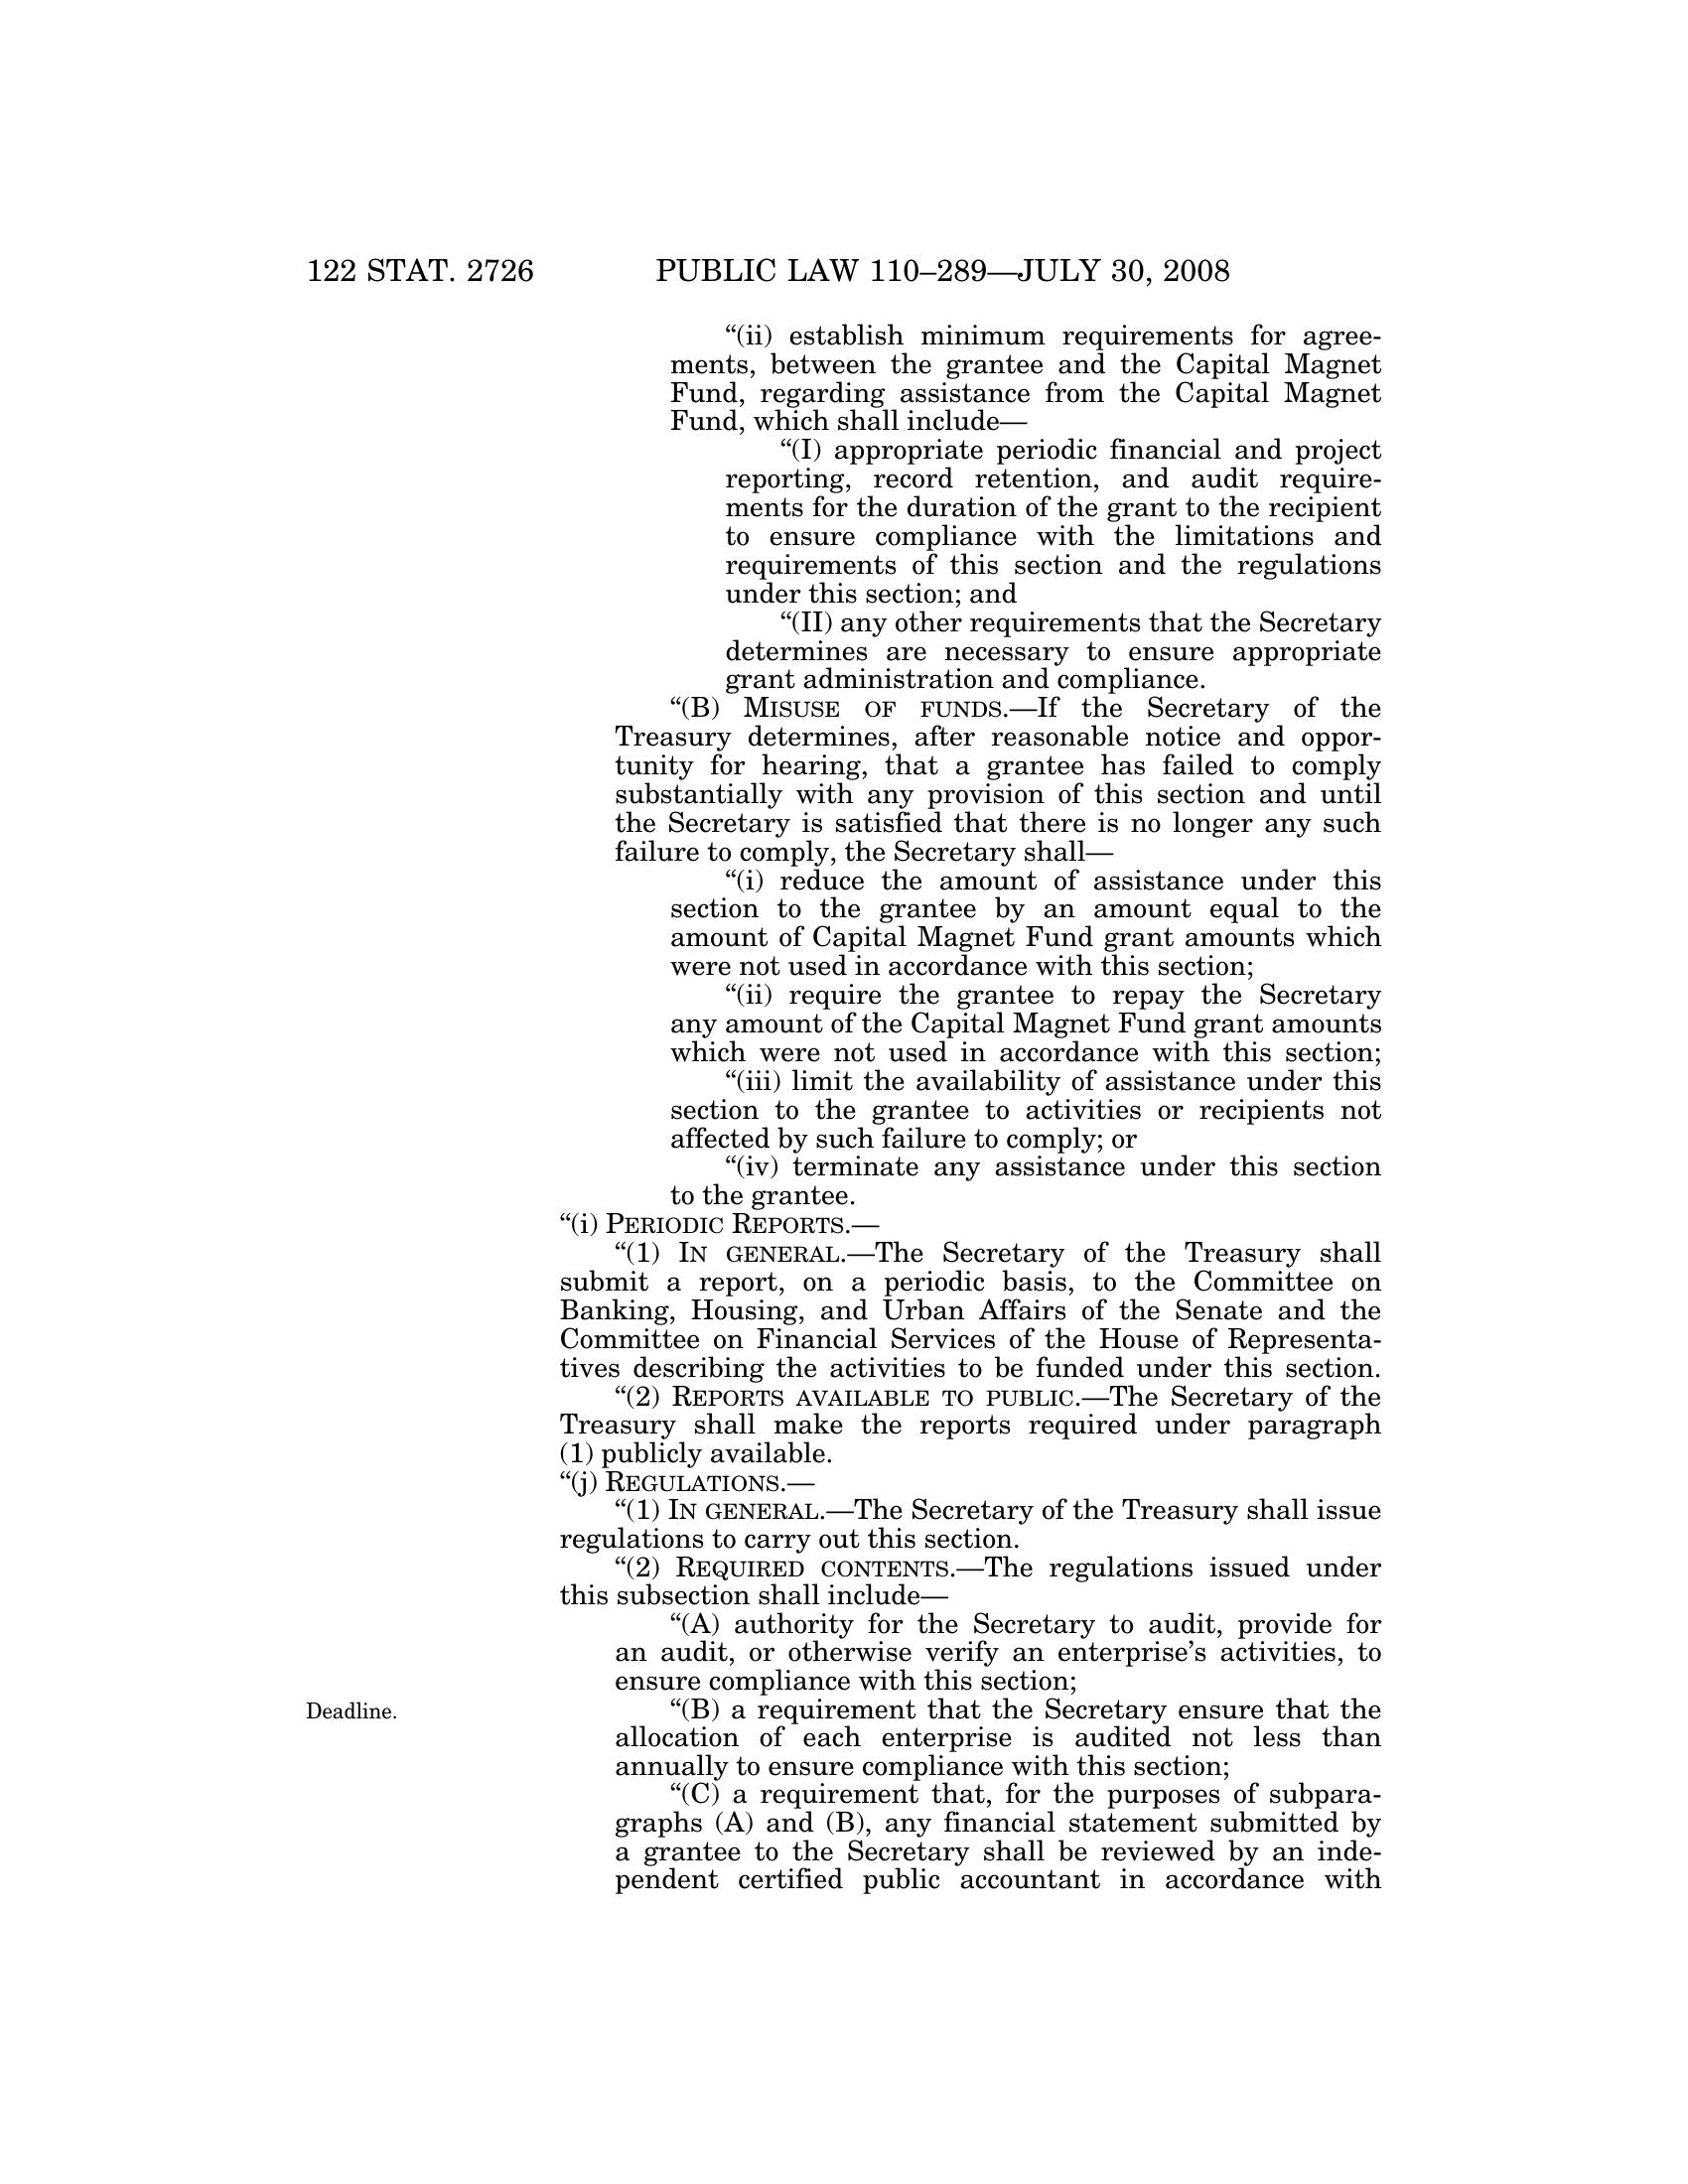 122 STAT. 2726 PUBLIC LAW 110–289—JULY 30, 2008
“(ii) establish minimum requirements for agree-
ments, between the grantee and the Capital Magnet
Fund, regarding assistance from the Capital Magnet
Fund, which shall include—
“(I) appropriate periodic financial and project
reporting, record retention, and audit require-
ments for the duration of the grant to the recipient
to ensure compliance with the limitations and
requirements of this section and the regulations
under this section; and
“(II) any other requirements that the Secretary
determines are necessary to ensure appropriate
grant administration and compliance.
“(B) MISUSE OF FUNDS.—If the Secretary of the
Treasury determines, after reasonable notice and oppor-
tunity for hearing, that a grantee has failed to comply
substantially with any provision of this section and until
the Secretary is satisfied that there is no longer any such
failure to comply, the Secretary shall—
“(i) reduce the amount of assistance under this
section to the grantee by an amount equal to the
amount of Capital Magnet Fund grant amounts which
were not used in accordance with this section;
“(ii) require the grantee to repay the Secretary
any amount of the Capital Magnet Fund grant amounts
which were not used in accordance with this section;
“(iii) limit the availability of assistance under this
section to the grantee to activities or recipients not
affected by such failure to comply; or
“(iv) terminate any assistance under this section
to the grantee.
“(i) PERIODIC REPORTS.—
“(1) IN GENERAL.—The Secretary of the Treasury shall
submit a report, on a periodic basis, to the Committee on
Banking, Housing, and Urban Affairs of the Senate and the
Committee on Financial Services of the House of Representa-
tives describing the activities to be funded under this section.
“(2) REPORTS AVAILABLE TO PUBLIC.—The Secretary of the
Treasury shall make the reports required under paragraph
(1) publicly available.
“(j) REGULATIONS.—
“(1) IN GENERAL.—The Secretary of the Treasury shall issue
regulations to carry out this section.
“(2) REQUIRED CONTENTS.—The regulations issued under
this subsection shall include—
“(A) authority for the Secretary to audit, provide for
an audit, or otherwise verify an enterprise’s activities, to
ensure compliance with this section;
Deadline. “(B) a requirement that the Secretary ensure that the
allocation of each enterprise is audited not less than
annually to ensure compliance with this section;
“(C) a requirement that, for the purposes of subpara-
graphs (A) and (B), any financial statement submitted by
a grantee to the Secretary shall be reviewed by an inde-
pendent certified public accountant in accordance with